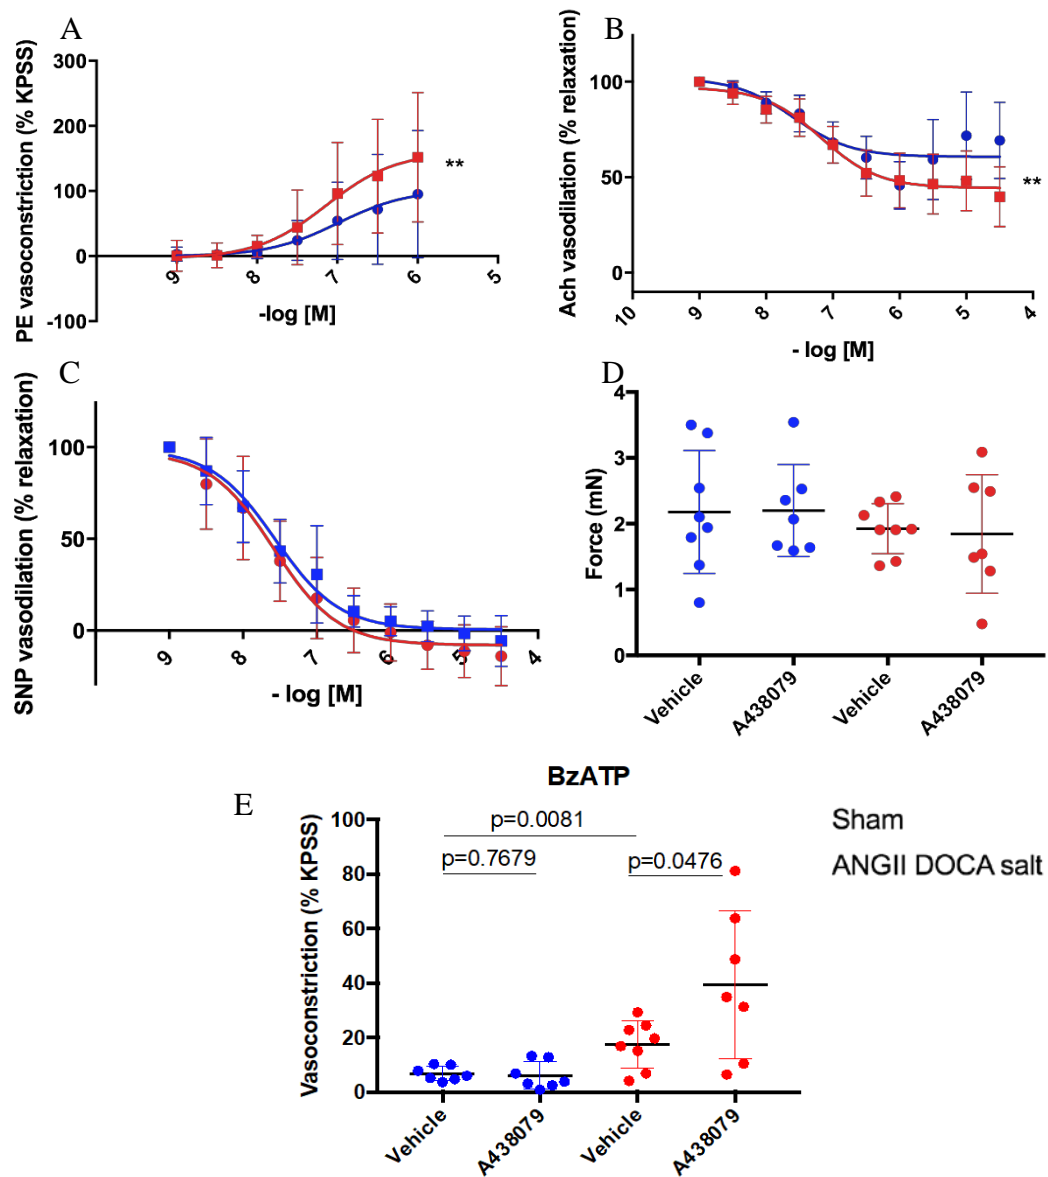 A
PE vasoconstriction (% KPSS)
300
200
100
0
-100
9
8
7
6
5
-log [M]
**
B
Ach vasodilation (% relaxation)
100
50
0
10
9
8
7
6
5
4
- log [M]
**
C
SNP vasodilation (% relaxation)
100
50
0
9
8
7
6
5
4
- log [M]
D
Force (mN)
4
3
2
1
0
Vehicle
A438079
Vehicle
A438079
E
BzATP
Vasoconstriction (% KPSS)
100
80
60
40
20
0
p=0.0081
p=0.7679
p=0.0476
Vehicle
A438079
Vehicle
A438079
Sham
ANGII DOCA salt